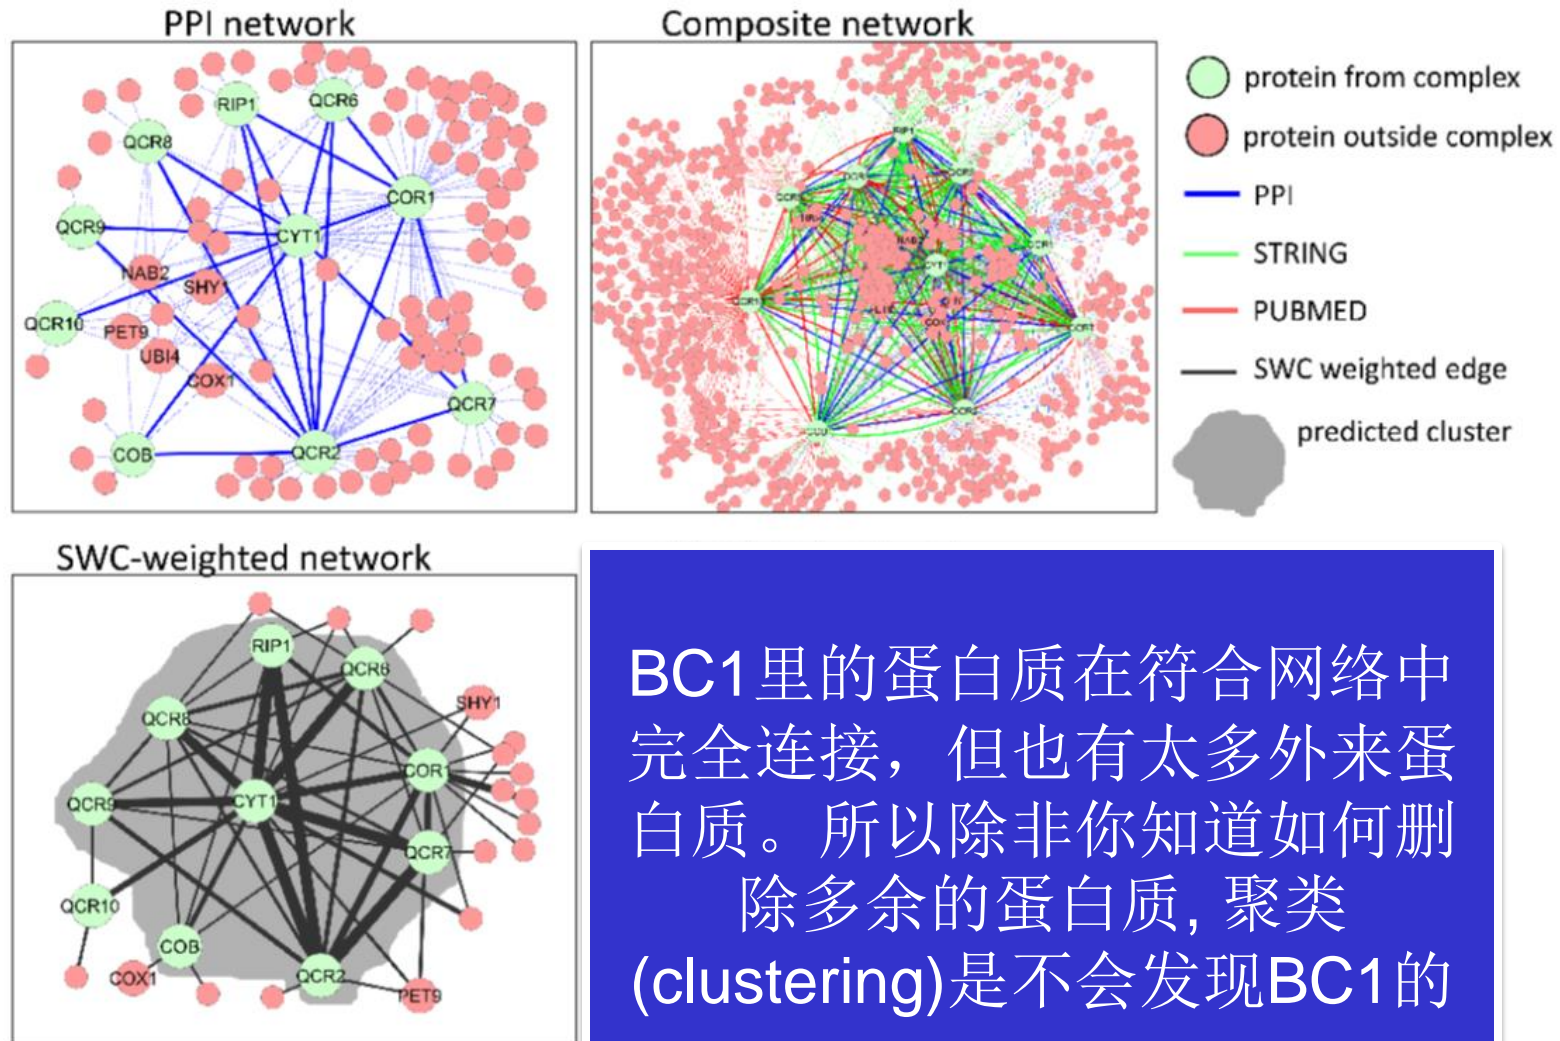 PPI network
RIP1
QCR6
QCR8
COR1
QCR9
CYT1
NAB2
SHY1
QCR10
PET9
UBI4
COX1
QCR7
COB
QCR2
Composite network
RIP1
NAB2
CYT1
protein from complex
protein outside complex
PPI
STRING
PUBMED
SWC weighted edge
predicted cluster
SWC-weighted network
RIP1
QCR6
SHY1
QCR8
COR1
QCR9
CYT1
QCR7
QCR10
COB
COX1
QCR2
PET9
BC1里的蛋白质在符合网络中
完全连接，但也有太多外来蛋
白质。所以除非你知道如何删
除多余的蛋白质, 聚类
(clustering)是不会发现BC1的